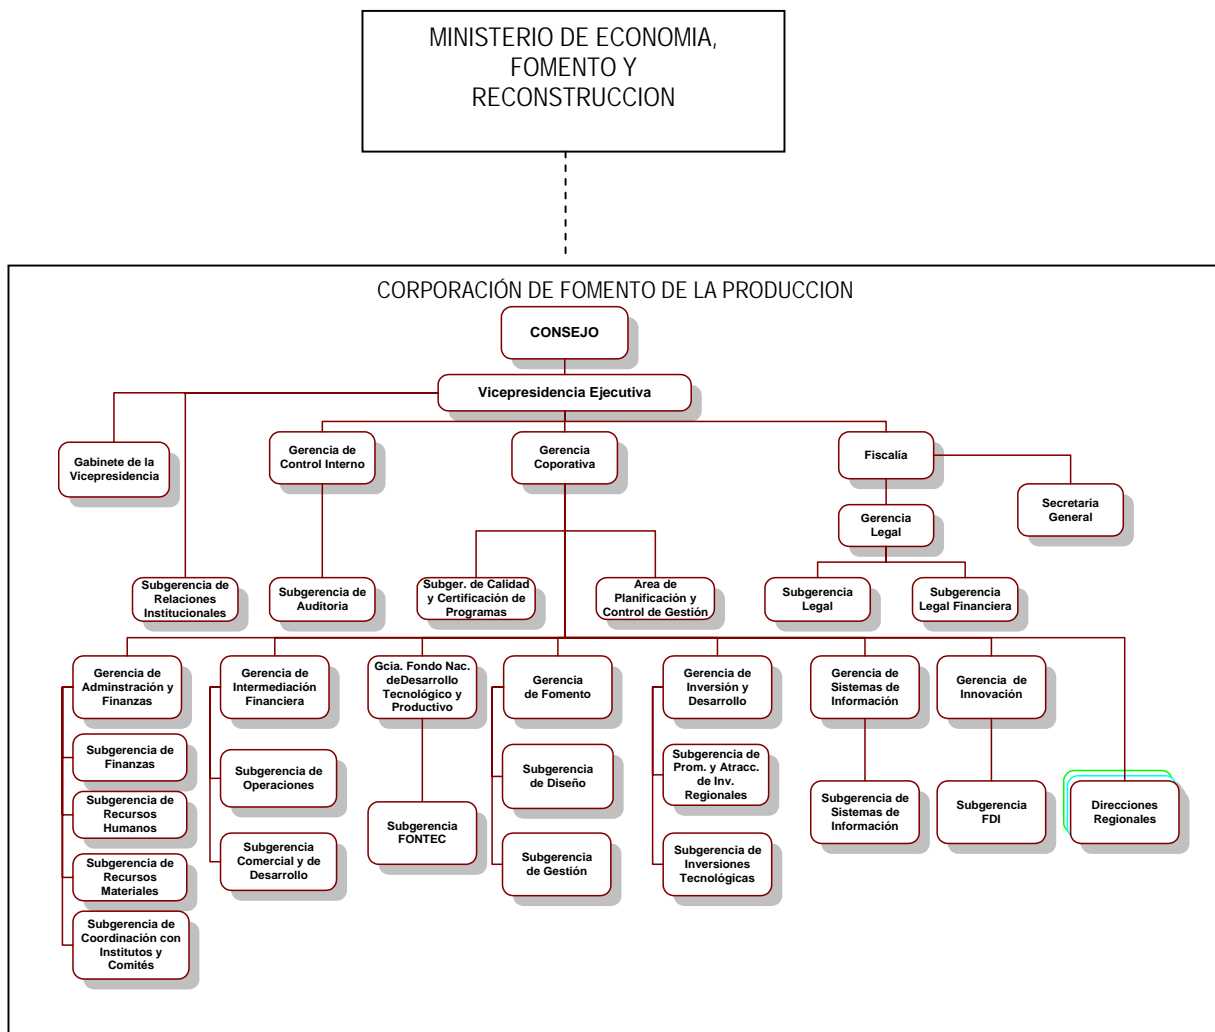 MINISTERIO DE ECONOMIA,
FOMENTO Y
RECONSTRUCCION
CORPORACIÓN DE FOMENTO DE LA PRODUCCION
CONSEJO
Vicepresidencia Ejecutiva
Gabinete de la
Vicepresidencia
Gerencia de
Control Interno
Gerencia
Coporativa
Fiscalía
Secretaria
General
Gerencia
Legal
Subgerencia de
Relaciones
Institucionales
Subgerencia de
Auditoria
Subger. de Calidad
y Certificación de
Programas
Area de
Planificación y
Control de Gestión
Subgerencia
Legal
Subgerencia
Legal Financiera
Gerencia de
Adminstración y
Finanzas
Gerencia de
Intermediación
Financiera
Gcia. Fondo Nac.
deDesarrollo
Tecnológico y
Productivo
Gerencia
de Fomento
Gerencia de
Inversión y
Desarrollo
Gerencia de
Sistemas de
Información
Gerencia de
Innovación
Subgerencia de
Finanzas
Subgerencia de
Recursos
Humanos
Subgerencia de
Recursos
Materiales
Subgerencia de
Coordinación con
Institutos y
Comités
Subgerencia de
Operaciones
Subgerencia
Comercial y de
Desarrollo
Subgerencia
FONTEC
Subgerencia
de Diseño
Subgerencia
de Gestión
Subgerencia de
Prom. y Atracc.
de Inv.
Regionales
Subgerencia de
Inversiones
Tecnológicas
Subgerencia de
Sistemas de
Información
Subgerencia
FDI
Direcciones
Regionales